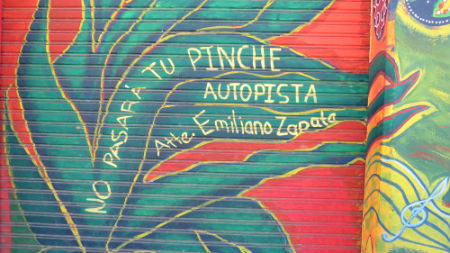 NO PASARÁ TU PINCHE
AUTOPISTA
Atte. Emiliano Zapata